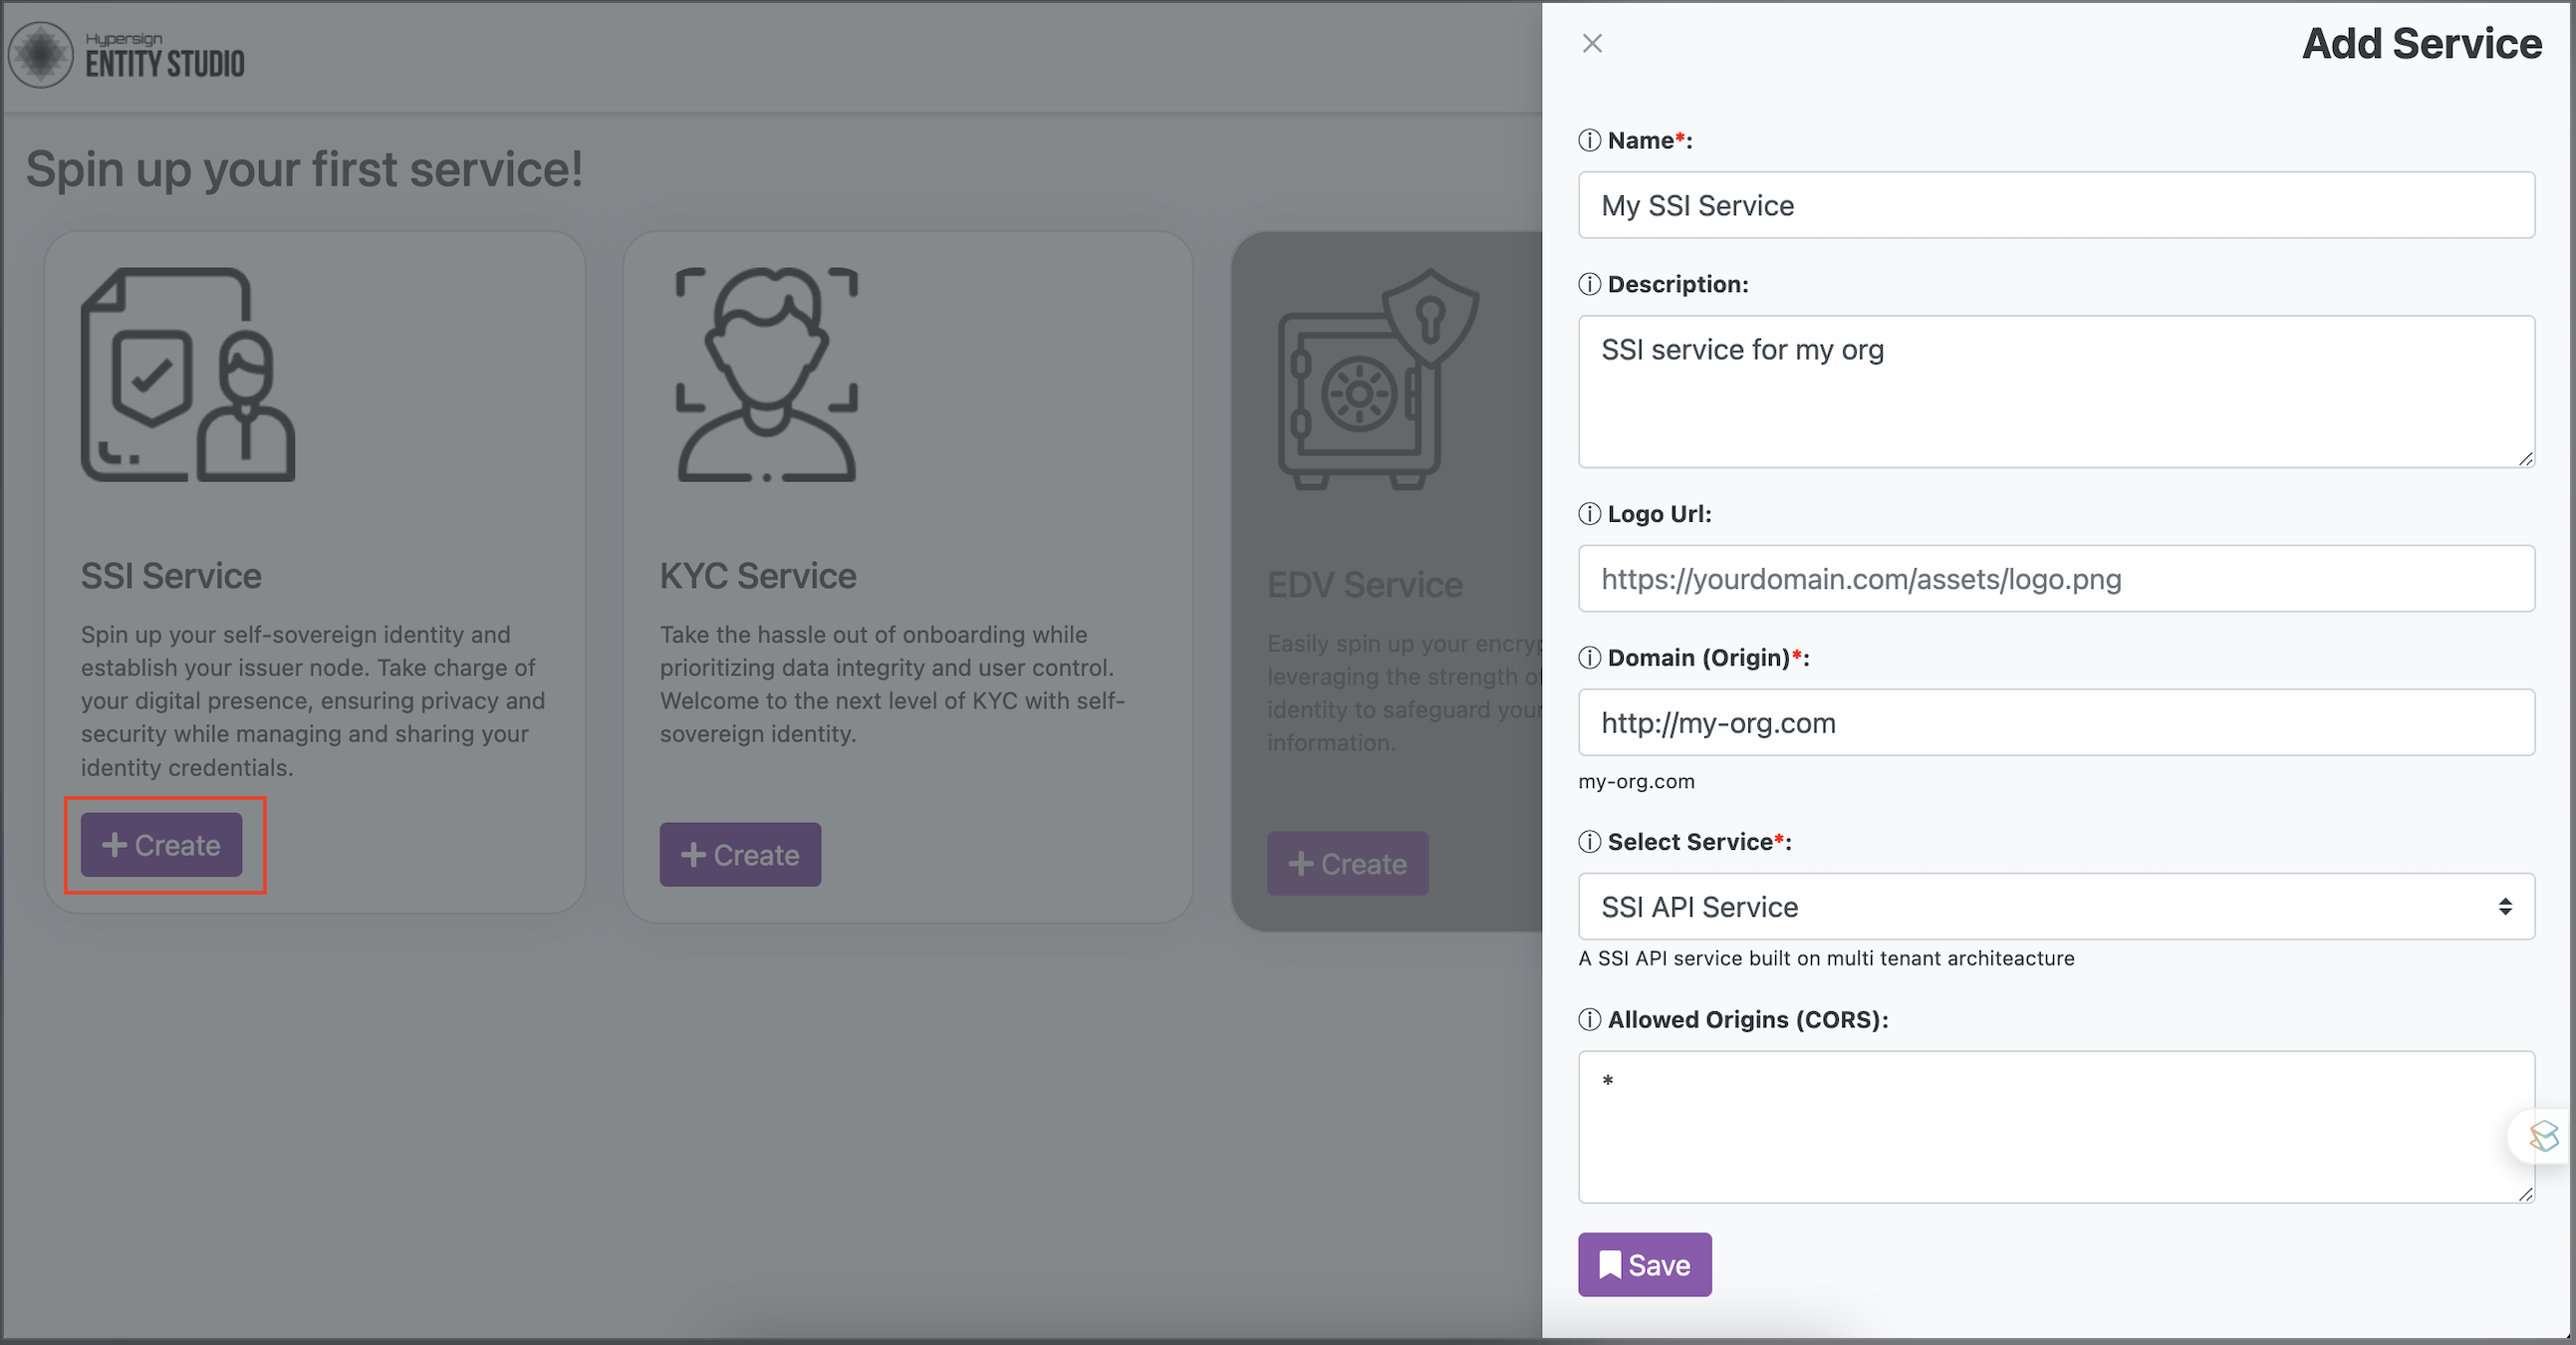 Hypersign
ENTITY STUDIO
Spin up your first service!
SSI Service
Spin up your self-sovereign identity and
establish your issuer node. Take charge of
your digital presence, ensuring privacy and
security while managing and sharing your
identity credentials.
+ Create
KYC Service
Take the hassle out of onboarding while
prioritizing data integrity and user control.
Welcome to the next level of KYC with self-
sovereign identity.
+ Create
EDV Service
Easily spin up your
leveraging the strength
identity to safeguard
information.
+ Create
Add Service
Name*:
My SSI Service
Description:
SSI service for my org
Logo Url:
https://yourdomain.com/assets/logo.png
Domain (Origin)*:
http://my-org.com
my-org.com
Select Service*:
SSI API Service
A SSI API service built on multi tenant architeacture
Allowed Origins (CORS):
*
Save